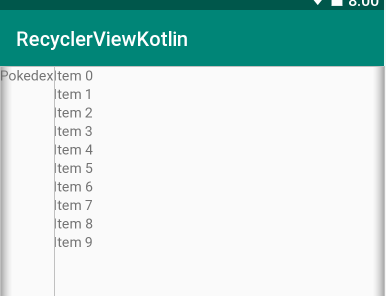 8:00
RecyclerViewKotlin
Pokedex Item 0
Item 1
Item 2
Item 3
Item 4
Item 5
Item 6
Item 7
Item 8
Item 9